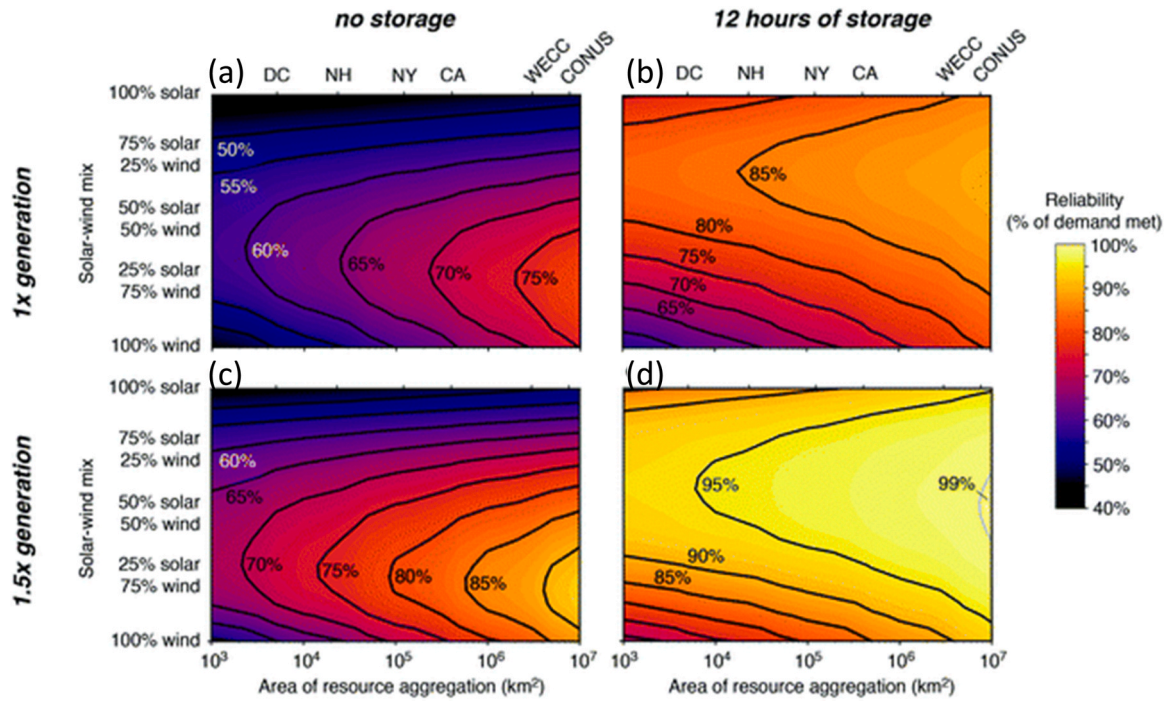 no storage
12 hours of storage
(a) DC NH NY CA WECC CONUS
(b) DC NH NY CA WECC CONUS
1x generation
Solar-wind mix
100% solar
75% solar
25% wind
50% solar
50% wind
25% solar
75% wind
100% wind
50%
55%
60%
65%
70%
75%
85%
80%
75%
70%
65%
Reliability
(% of demand met)
100%
90%
80%
70%
60%
50%
40%
(c)
(d)
1.5x generation
Solar-wind mix
100% solar
75% solar
25% wind
50% solar
50% wind
25% solar
75% wind
100% wind
60%
65%
70%
75%
80%
85%
95%
99%
90%
85%
10³ 10⁴ 10⁵ 10⁶ 10⁷
Area of resource aggregation (km²)
10³ 10⁴ 10⁵ 10⁶ 10⁷
Area of resource aggregation (km²)